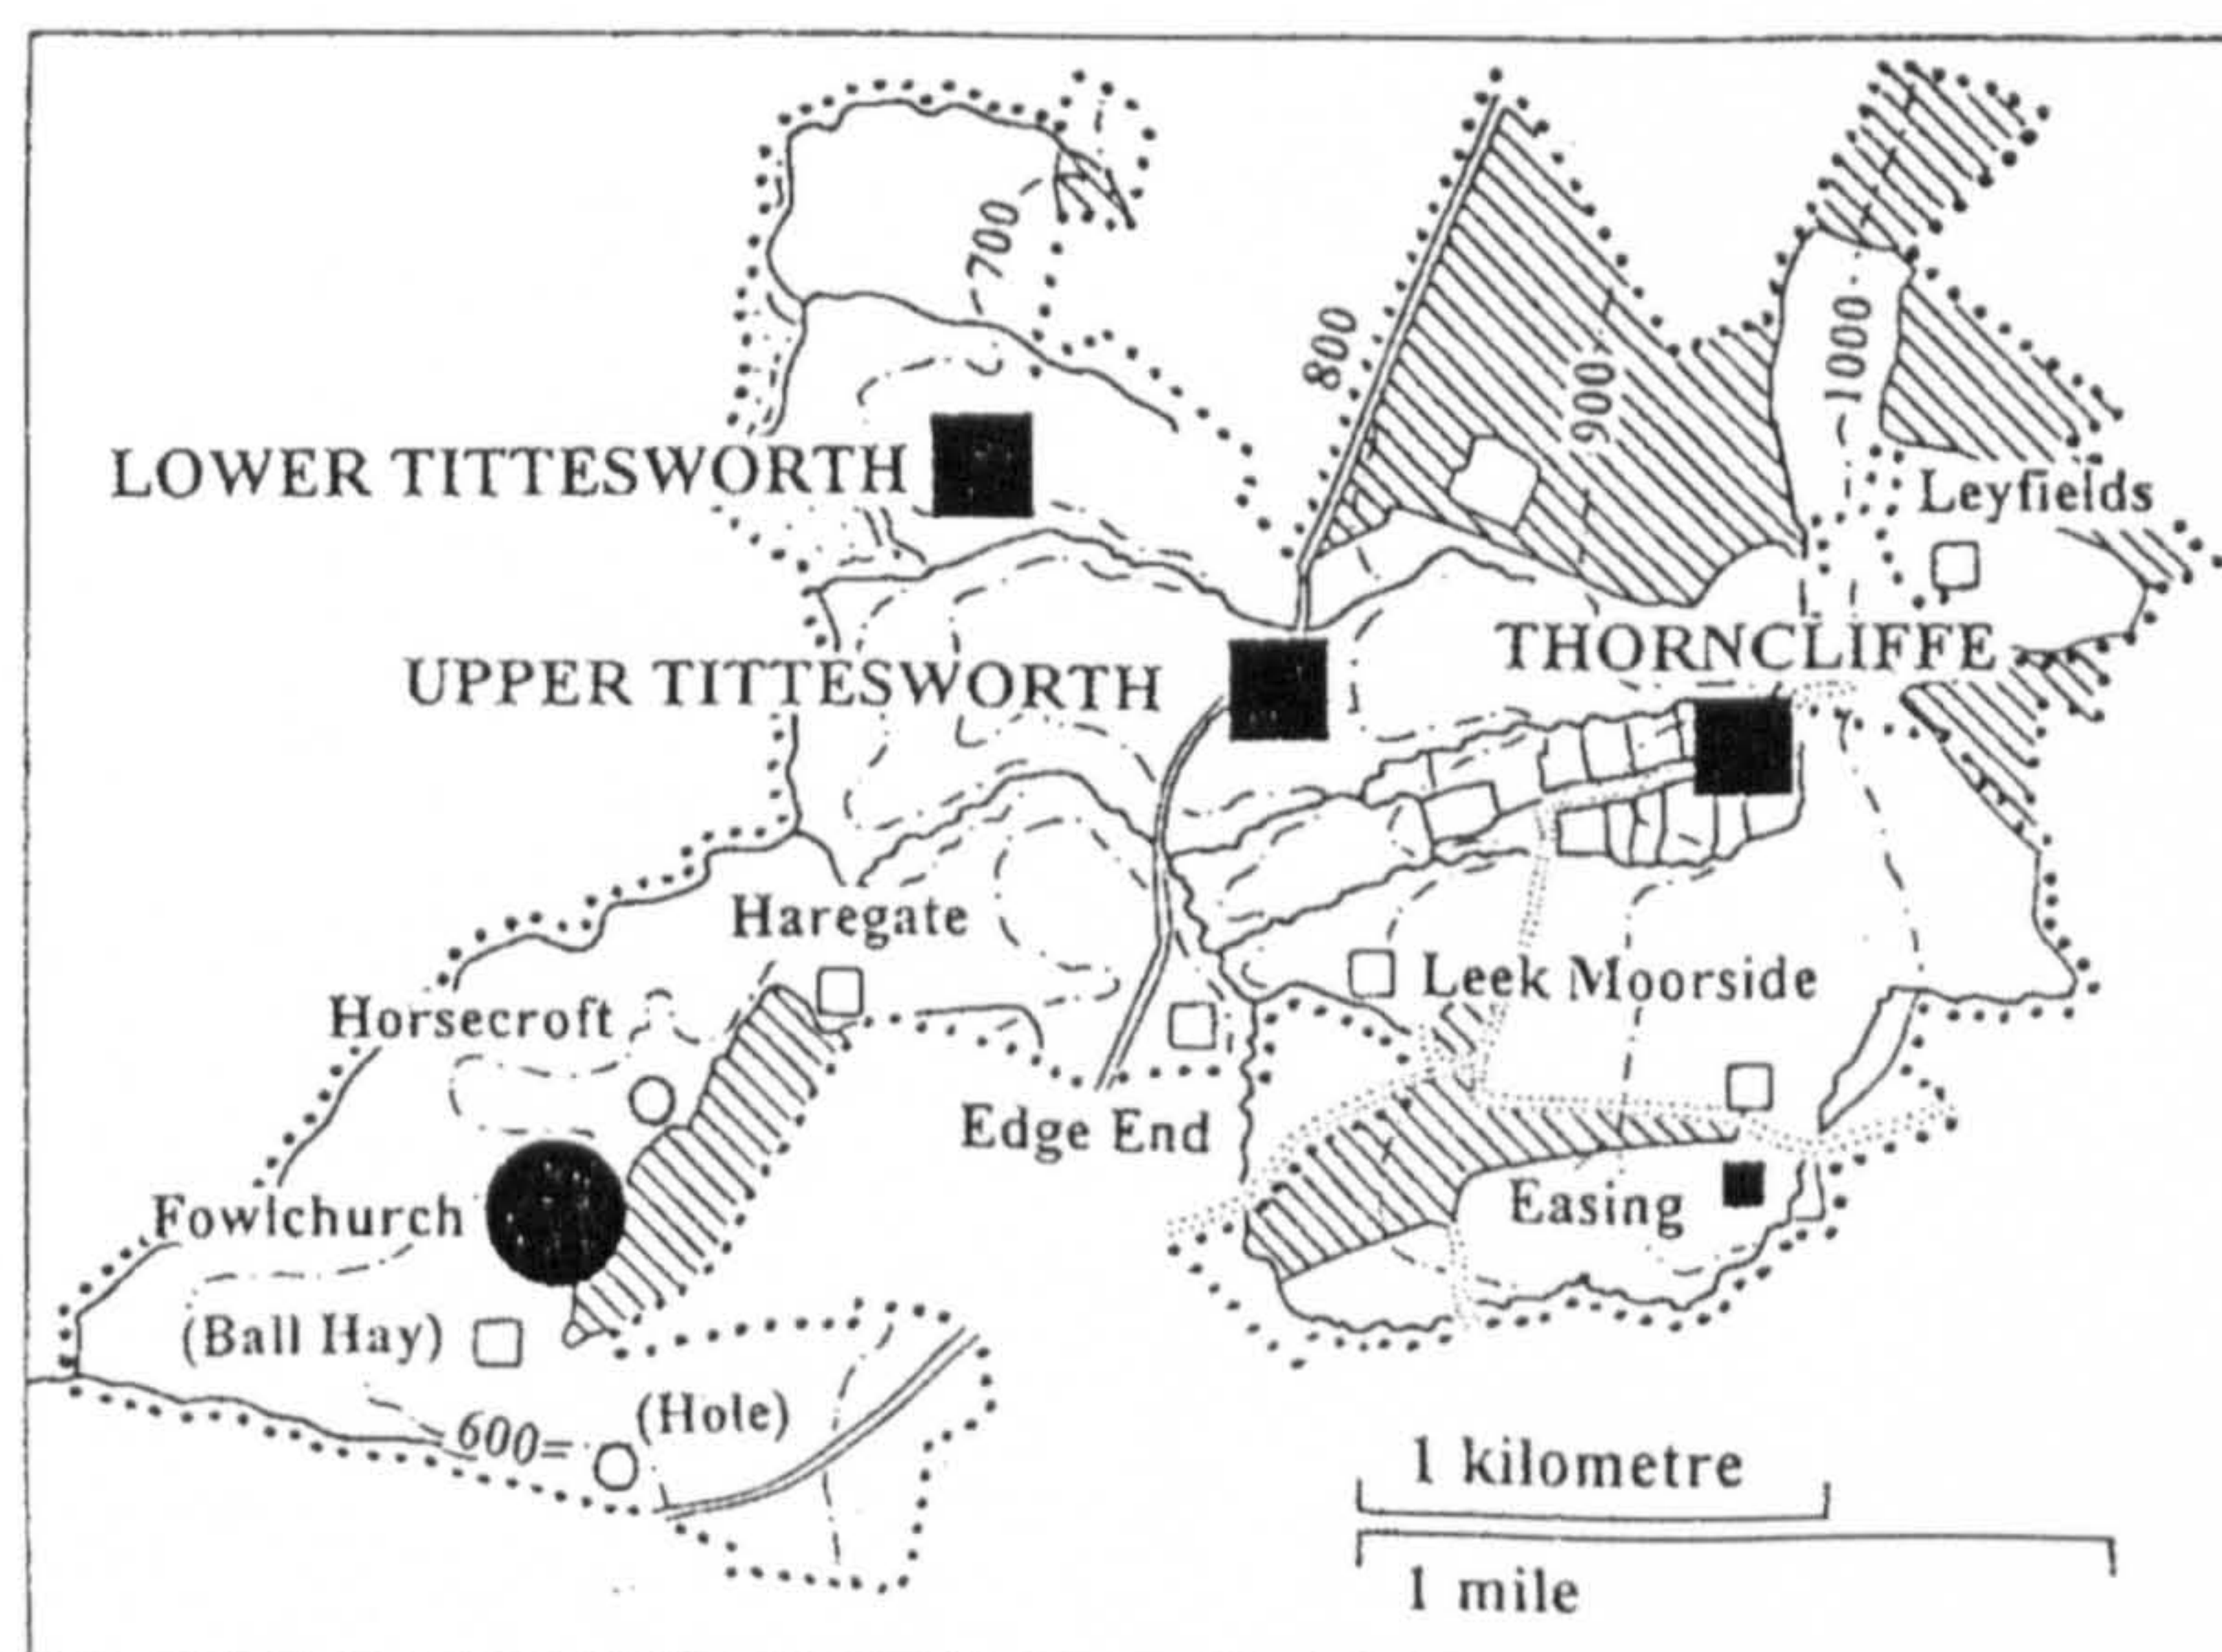 700
800
900
1000
LOWER TITTESWORTH
Leyfields
UPPER TITTESWORTH
THORNCLIFFE
Haregate
Horsecroft
Leek Moorside
Edge End
Fowlchurch
Easing
(Ball Hay)
(Hole)
600=
1 kilometre
1 mile